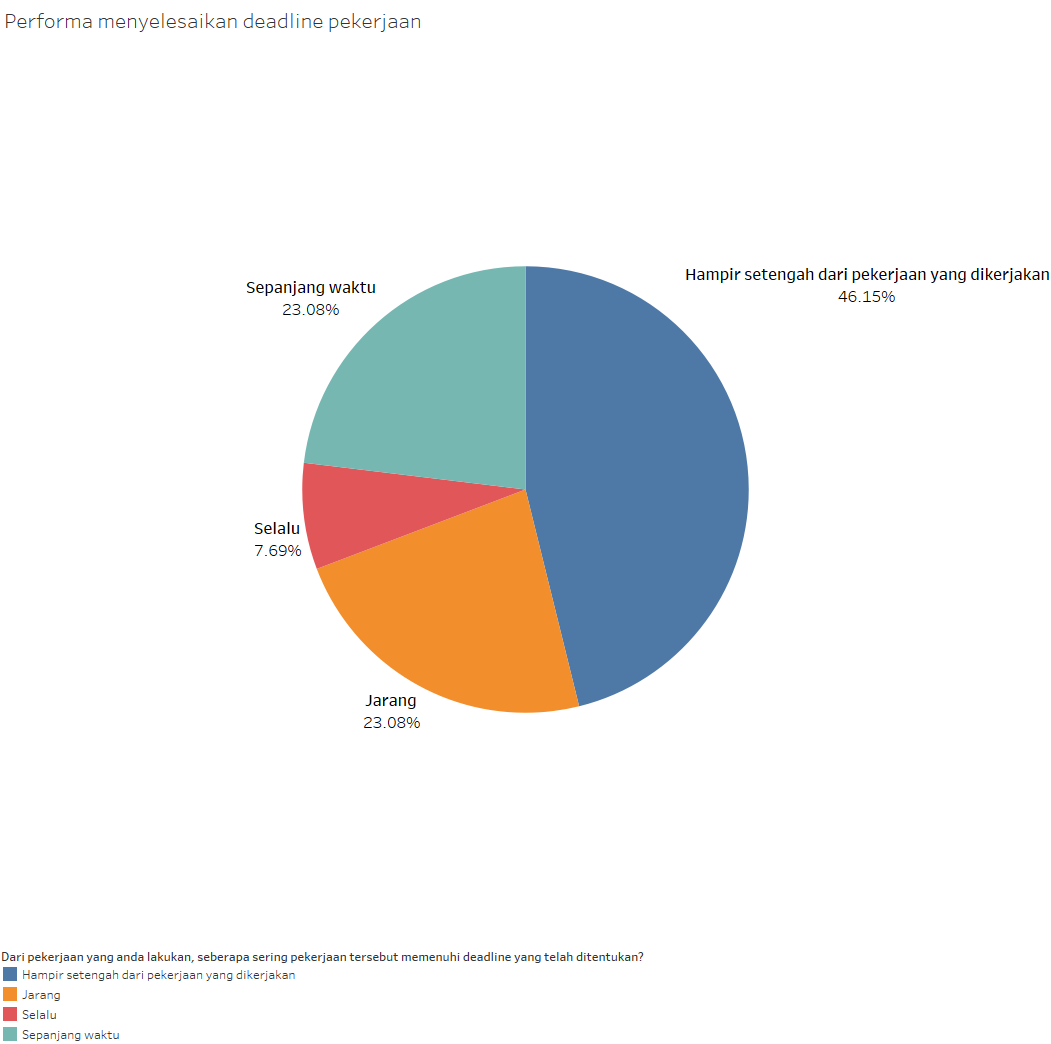 Performa menyelesaikan deadline pekerjaan
Hampir setengah dari pekerjaan yang dikerjakan
46.15%
Sepanjang waktu
23.08%
Selalu
7.69%
Jarang
23.08%
Dari pekerjaan yang anda lakukan, seberapa sering pekerjaan tersebut memenuhi deadline yang telah ditentukan?
Hampir setengah dari pekerjaan yang dikerjakan
Jarang
Selalu
Sepanjang waktu